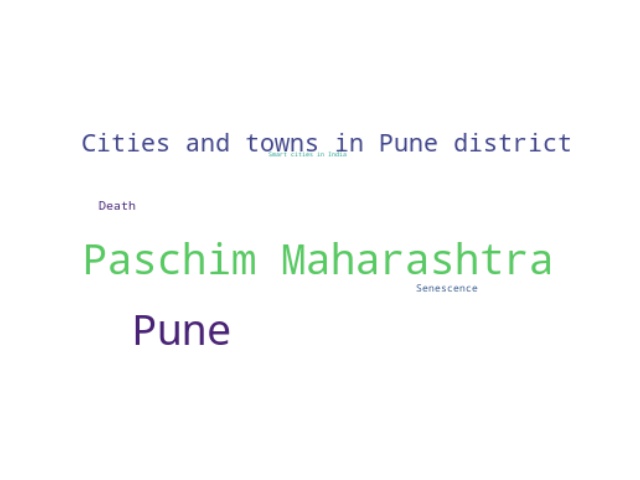 Cities and towns in Pune district
Smart cities in India
Death
Paschim Maharashtra
Senescence
Pune